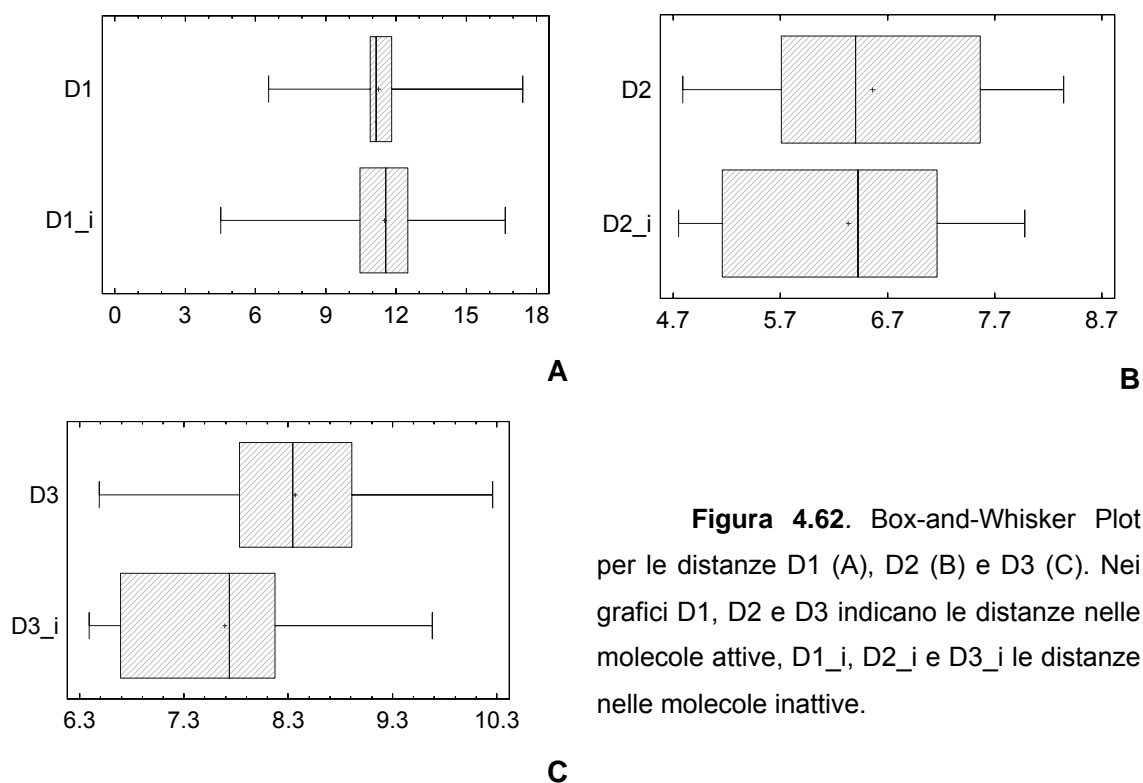 D1
D1_i
0 3 6 9 12 15 18
A
D2
D2_i
4.7 5.7 6.7 7.7 8.7
B
D3
D3_i
6.3 7.3 8.3 9.3 10.3
C
Figura 4.62. Box-and-Whisker Plot
per le distanze D1 (A), D2 (B) e D3 (C). Nei
grafici D1, D2 e D3 indicano le distanze nelle
molecole attive, D1_i, D2_i e D3_i le distanze
nelle molecole inattive.